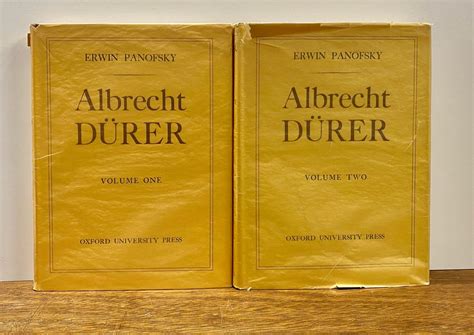 ERWIN PANOFSKY
Albrecht
DÜRER
VOLUME ONE
OXFORD UNIVERSITY PRESS
ERWIN PANOFSKY
Albrecht
DÜRER
VOLUME TWO
OXFORD UNIVERSITY PRESS